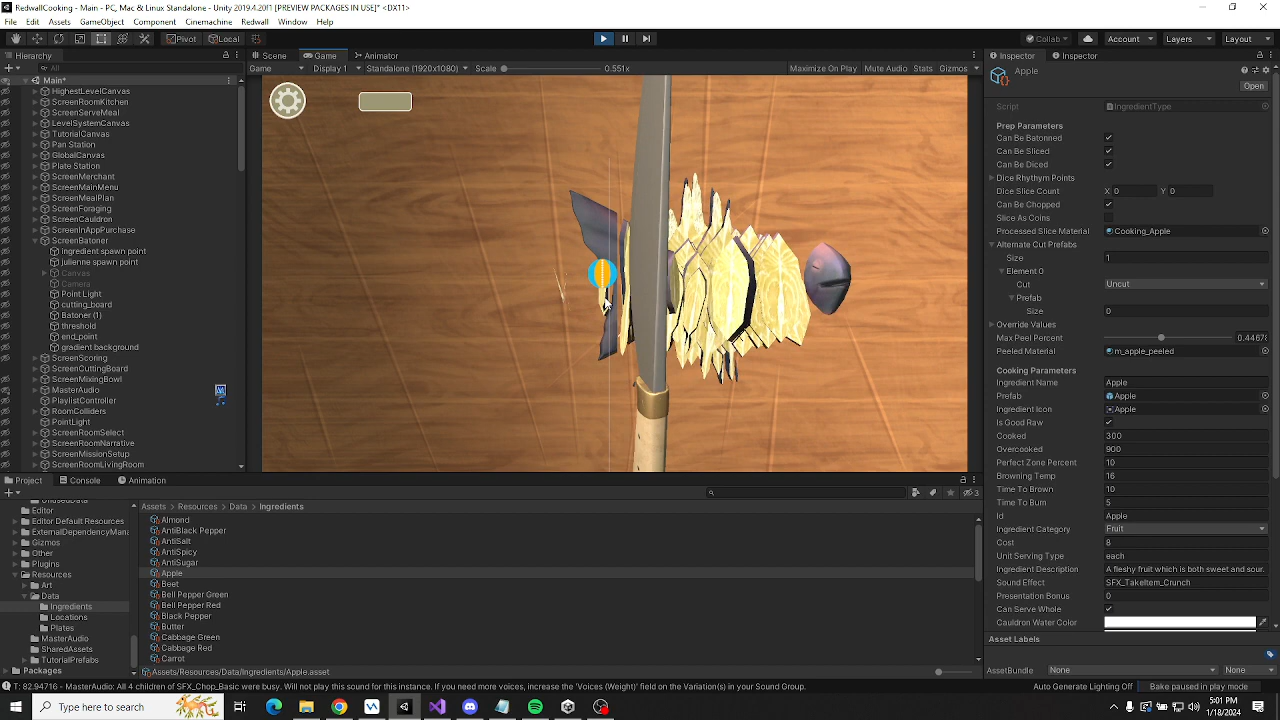 RedwallCooking - Main - PC, Mac & Linux Standalone - Unity 2019.4.20f1 [PREVIEW PACKAGES IN USE]* <DX11>
File Edit Assets GameObject Component Cinemachine Redwall Window Help
Pivot Local Collab Account Layers Layout
Hierarchy Scene Game Animator Inspector Inspector
All Game Display 1 Standalone (1920x1080) Scale 0.551x Maximize On Play Mute Audio Stats Gizmos
Apple
Open
Main*
HighestLevelCanvas
ScreenRoomKitchen
ScreenServeMeal
LevelSystemCanvas
TutorialCanvas
Pan Station
GlobalCanvas
Plate Station
ScreenMerchant
ScreenMainMenu
ScreenMealPlan
ScreenForaging
ScreenCauldron
ScreenInAppPurchase
ScreenBatoner
ingredient spawn point
julienne spawn point
Canvas
Camera
Point Light
cutting_board
Batoner (1)
threshold
end_point
gradient background
ScreenScoring
ScreenCuttingBoard
ScreenMixingBowl
MasterAudio
PlaylistController
RoomColliders
PointLight
ScreenRoomSelect
ScreenRoomNarrative
ScreenMissionSetup
ScreenRoomLivingRoom
Script IngredientType
Prep Parameters
Can Be Batonned
Can Be Sliced
Can Be Diced
Dice Rhythym Points
Dice Slice Count X 0 Y 0
Can Be Chopped
Slice As Coins
Processed Slice Material Cooking_Apple
Alternate Cut Prefabs
Size 1
Element 0
Cut Uncut
Prefab
Size 0
Override Values
Max Peel Percent 0.4467
Peeled Material m_apple_peeled
Cooking Parameters
Ingredient Name Apple
Prefab Apple
Ingredient Icon Apple
Is Good Raw
Cooked 300
Overcooked 900
Perfect Zone Percent 10
Browning Temp 16
Time To Brown 10
Time To Burn 5
Id Apple
Ingredient Category Fruit
Cost 8
Unit Serving Type each
Ingredient Description A fleshy fruit which is both sweet and sour.
Sound Effect SFX_TakeItem_Crunch
Presentation Bonus 0
Can Serve Whole
Cauldron Water Color
Asset Labels
AssetBundle None None
Project Console Animation
3
Assets > Resources > Data > Ingredients
Editor
Editor Default Resources
ExternalDependencyMana
Gizmos
Other
Plugins
Resources
Art
Data
Ingredients
Locations
Plates
MasterAudio
SharedAssets
TutorialPrefabs
Packages
Almond
AntiBlack Pepper
AntiSalt
AntiSpicy
AntiSugar
Apple
Beet
Bell Pepper Green
Bell Pepper Red
Black Pepper
Butter
Cabbage Green
Cabbage Red
Carrot
Assets/Resources/Data/Ingredients/Apple.asset
T: 2.94716 - MasterAudio: All 4 children of SFX_Chop_Basic were busy. Will not play this sound for this instance. If you need more voices, increase the 'Voices (Weight)' field on the Variation(s) in your Sound Group.
Auto Generate Lighting Off Bake paused in play mode
Type here to search
5:01 PM
1/18/2024